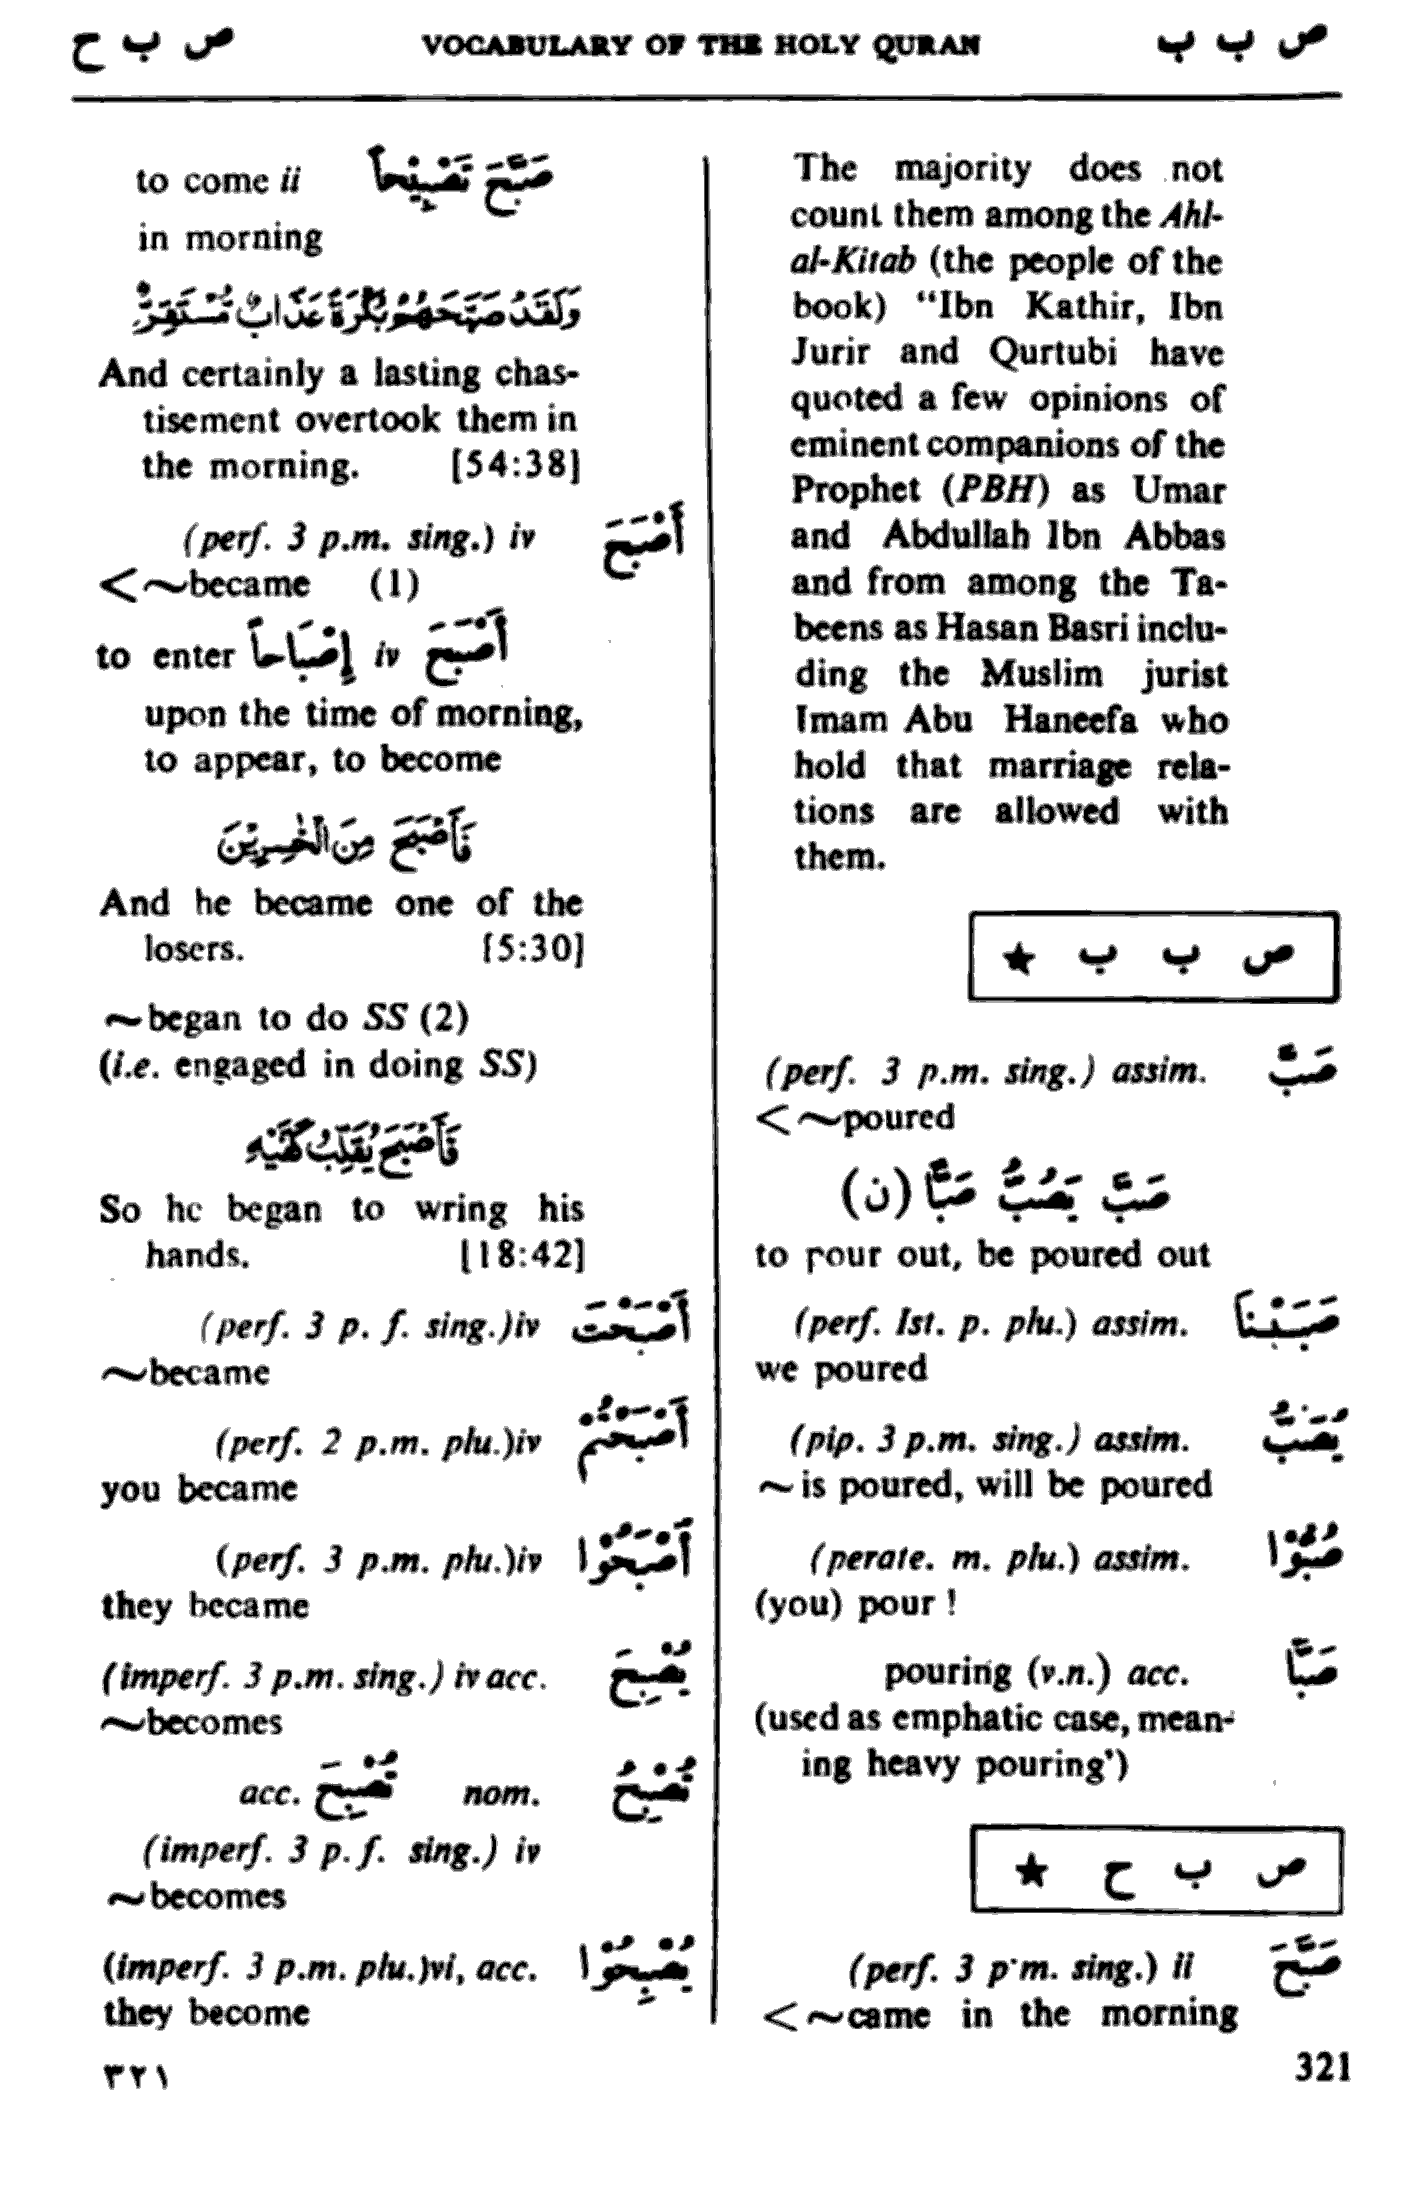 ص ب ح VOCABULARY OF THE HOLY QURAN ص ب ب
The majority does not
count them among the Ahl-
al-Kitab (the people of the
book) “Ibn Kathir, Ibn
Jurir and Qurtubi have
quoted a few opinions of
eminent companions of the
Prophet (PBH) as Umar
and Abdullah Ibn Abbas
and from among the Ta-
beens as Hasan Basri inclu-
ding the Muslim jurist
Imam Abu Haneefa who
hold that marriage rela-
tions are allowed with
them.
ص ب ب ★
صَبَّ (perf. 3 p.m. sing.) assim.
< ~poured
صَبَّ يَصُبُّ صَبًّا (ن)
to pour out, be poured out
صَبَبْنَا (perf. Ist. p. plu.) assim.
we poured
يُصَبُّ (pip. 3 p.m. sing.) assim.
~ is poured, will be poured
صُبُّوْا (perate. m. plu.) assim.
(you) pour !
صَبًّا pouring (v.n.) acc.
(used as emphatic case, mean-
ing heavy pouring’)
ص ب ح ★
صَبَّحَ (perf. 3 p.m. sing.) ii
< ~came in the morning
صَبَّحَ تَصْبِيْحاً to come ii
in morning
وَلَقَدْ صَبَّحَهُمْ بُكْرَةً عَذَابٌ مُّسْتَقِرٌّ
And certainly a lasting chas-
tisement overtook them in
the morning. [54:38]
أَصْبَحَ (perf. 3 p.m. sing.) iv
< ~became (1)
أَصْبَحَ iv إِصْبَاحاً to enter
upon the time of morning,
to appear, to become
فَأَصْبَحَ مِنَ الْخٰسِرِيْنَ
And he became one of the
losers. [5:30]
~began to do SS (2)
(i.e. engaged in doing SS)
فَأَصْبَحَ يُقَلِّبُ كَفَّيْهِ
So he began to wring his
hands. [18:42]
أَصْبَحَتْ (perf. 3 p. f. sing.)iv
~became
أَصْبَحْتُمْ (perf. 2 p.m. plu.)iv
you became
أَصْبَحُوْا (perf. 3 p.m. plu.)iv
they became
يُصْبِحَ (imperf. 3 p.m. sing.) iv acc.
~becomes
تُصْبِحُ nom. تُصْبِحَ acc.
(imperf. 3 p. f. sing.) iv
~becomes
يُصْبِحُوْا (imperf. 3 p.m. plu.)vi, acc.
they become
٣٢١ 321